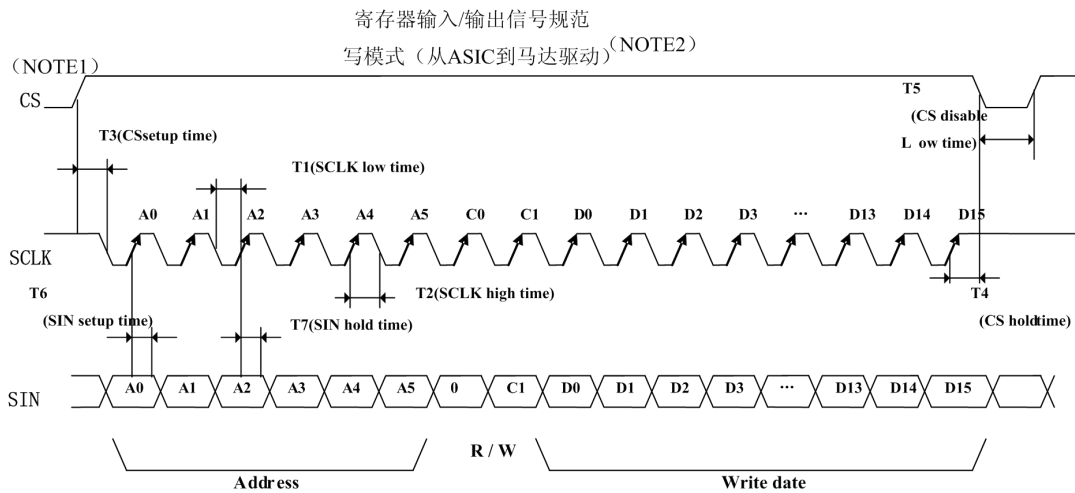 寄存器输入/输出信号规范
写模式（从ASIC到马达驱动）(NOTE2)
(NOTE1)
CS
T5
(CS disable
L ow time)
T3(CSsetup time)
T1(SCLK low time)
A0 A1 A2 A3 A4 A5 C0 C1 D0 D1 D2 D3 ··· D13 D14 D15
SCLK
T6
(SIN setup time)
T2(SCLK high time)
T7(SIN hold time)
T4
(CS holdtime)
SIN
A0 A1 A2 A3 A4 A5 0 C1 D0 D1 D2 D3 ··· D13 D14 D15
R / W
Address
Write date